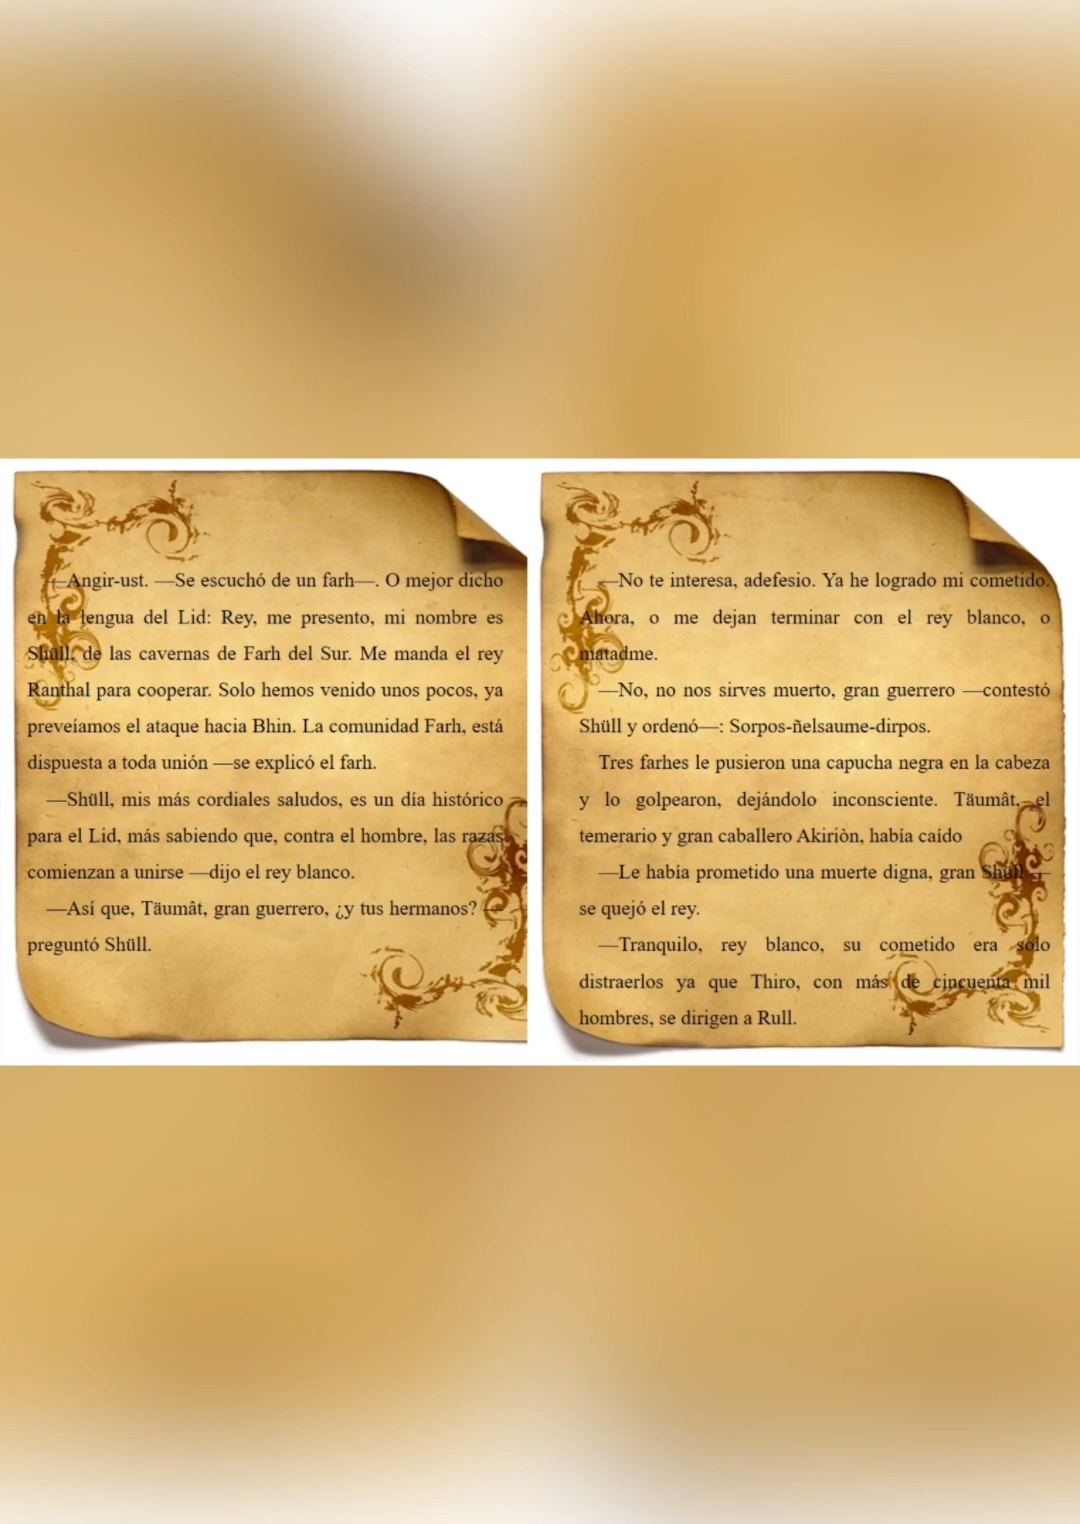 —Angir-ust. —Se escuchó de un farh—. O mejor dicho
en la lengua del Lid: Rey, me presento, mi nombre es
Shüll, de las cavernas de Farh del Sur. Me manda el rey
Ranthal para cooperar. Solo hemos venido unos pocos, ya
preveíamos el ataque hacia Bhin. La comunidad Farh, está
dispuesta a toda unión —se explicó el farh.
—Shüll, mis más cordiales saludos, es un día histórico
para el Lid, más sabiendo que, contra el hombre, las razas
comienzan a unirse —dijo el rey blanco.
—Así que, Täumât, gran guerrero, ¿y tus hermanos? —
preguntó Shüll.
—No te interesa, adefesio. Ya he logrado mi cometido.
Ahora, o me dejan terminar con el rey blanco, o
matadme.
—No, no nos sirves muerto, gran guerrero —contestó
Shüll y ordenó—: Sorpos-ñelsaume-dirpos.
Tres farhes le pusieron una capucha negra en la cabeza
y lo golpearon, dejándolo inconsciente. Täumât, el
temerario y gran caballero Akiriòn, había caído
—Le había prometido una muerte digna, gran Shüll —
se quejó el rey.
—Tranquilo, rey blanco, su cometido era solo
distraerlos ya que Thiro, con más de cincuenta mil
hombres, se dirigen a Rull.